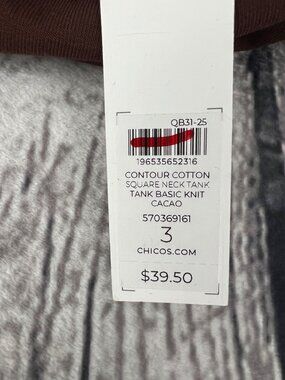 QB31-25
196535652316
CONTOUR COTTON
SQUARE NECK TANK
TANK BASIC KNIT
CACAO
570369161
3
CHICOS.COM
$39.50